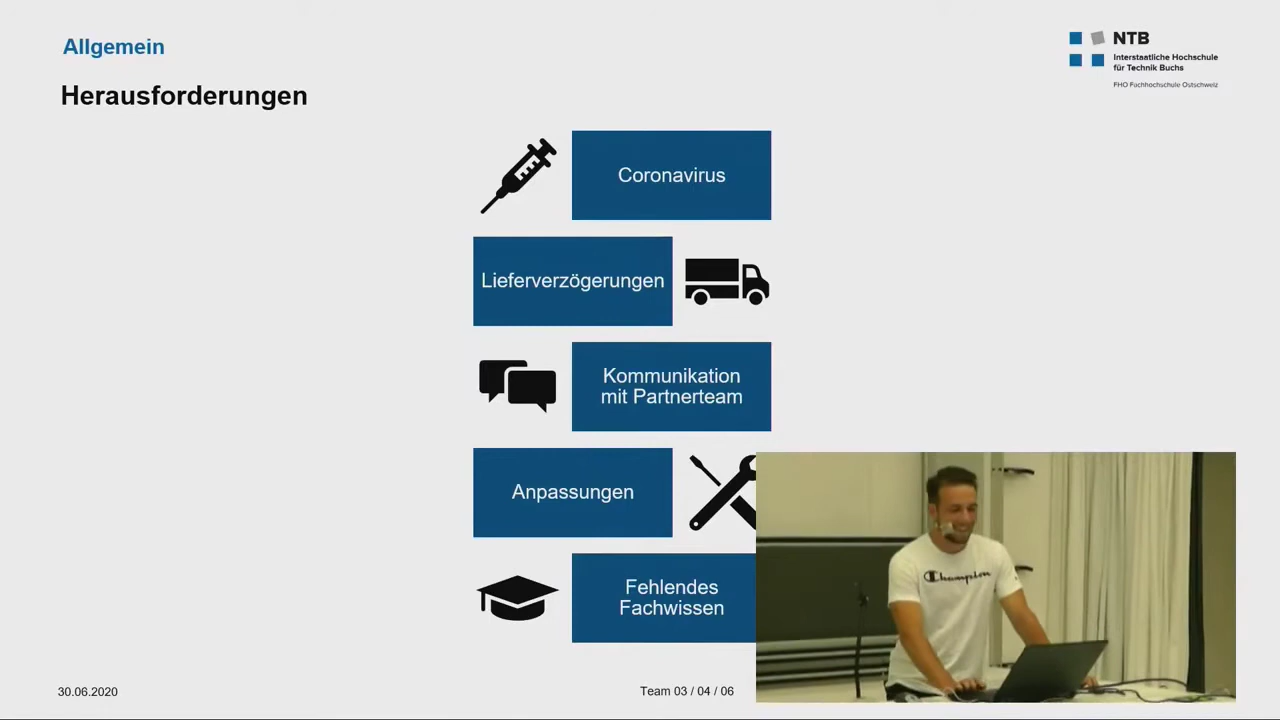 Allgemein
Herausforderungen
NTB
Interstaatliche Hochschule
für Technik Buchs
FHO Fachhochschule Ostschweiz
Coronavirus
Lieferverzögerungen
Kommunikation
mit Partnerteam
Anpassungen
Fehlendes
Fachwissen
Champion
30.06.2020
Team 03 / 04 / 06